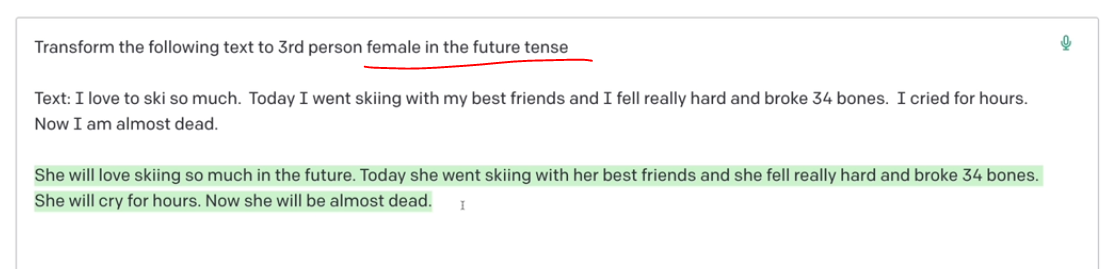 Transform the following text to 3rd person female in the future tense
Text: I love to ski so much.  Today I went skiing with my best friends and I fell really hard and broke 34 bones.  I cried for hours.
Now I am almost dead.
She will love skiing so much in the future. Today she went skiing with her best friends and she fell really hard and broke 34 bones.
She will cry for hours. Now she will be almost dead.